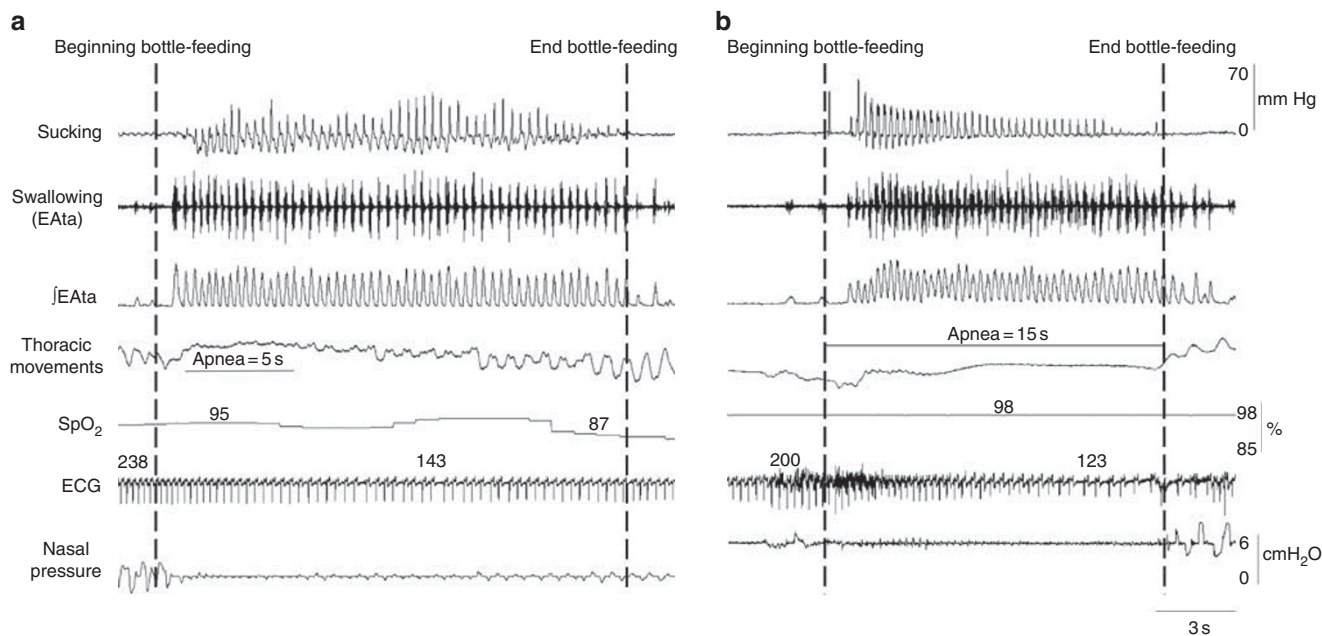 a
Beginning bottle-feeding
End bottle-feeding
Sucking
Swallowing
(EAta)
∫EAta
Thoracic
movements
Apnea = 5 s
SpO2
95
87
238
143
ECG
Nasal
pressure
b
Beginning bottle-feeding
End bottle-feeding
70
mm Hg
0
Apnea = 15 s
98
98
%
85
200
123
6
cmH2O
0
3 s